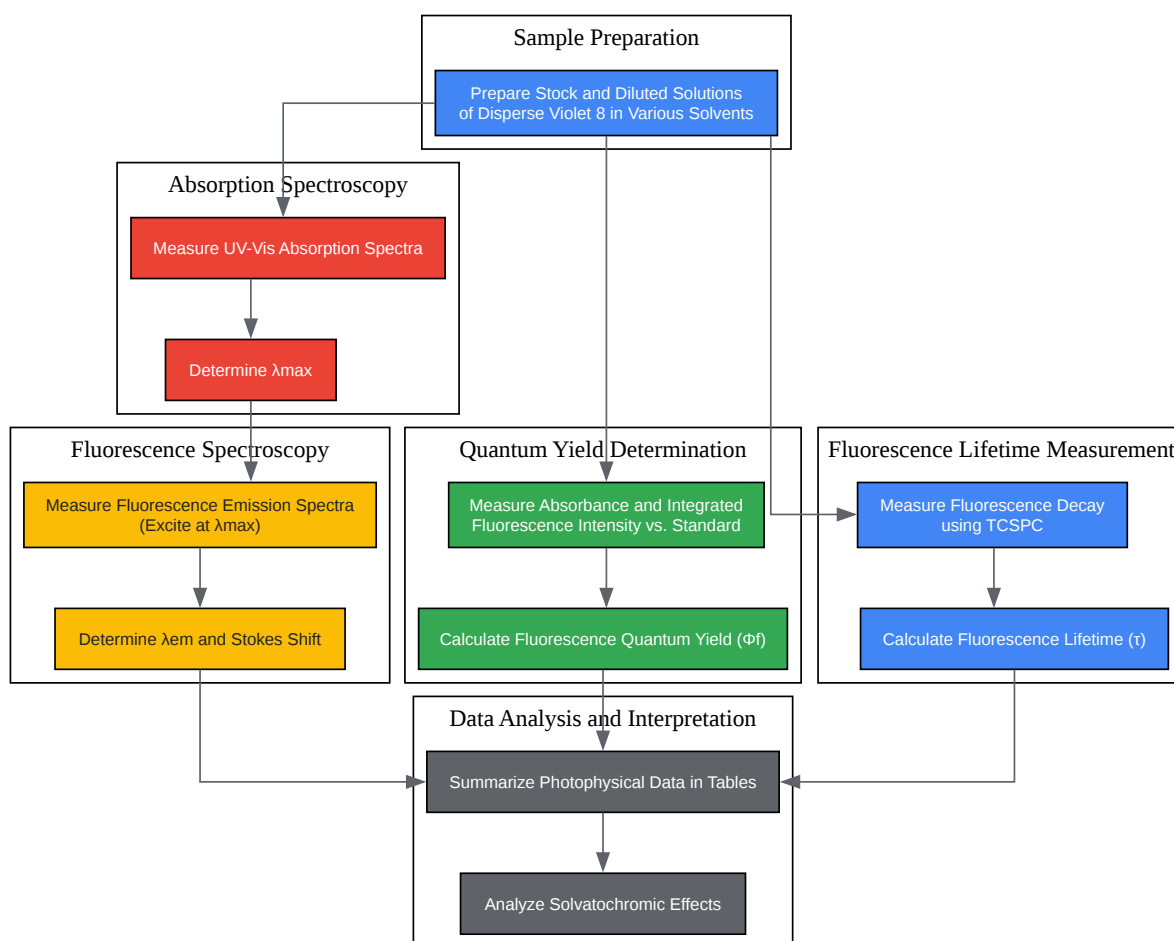 Sample Preparation
Prepare Stock and Diluted Solutions
of Disperse Violet 8 in Various Solvents
Absorption Spectroscopy
Measure UV-Vis Absorption Spectra
Determine λmax
Fluorescence Spectroscopy
Measure Fluorescence Emission Spectra
(Excite at λmax)
Determine λem and Stokes Shift
Quantum Yield Determination
Measure Absorbance and Integrated
Fluorescence Intensity vs. Standard
Calculate Fluorescence Quantum Yield (Φf)
Fluorescence Lifetime Measurement
Measure Fluorescence Decay
using TCSPC
Calculate Fluorescence Lifetime (τ)
Data Analysis and Interpretation
Summarize Photophysical Data in Tables
Analyze Solvatochromic Effects